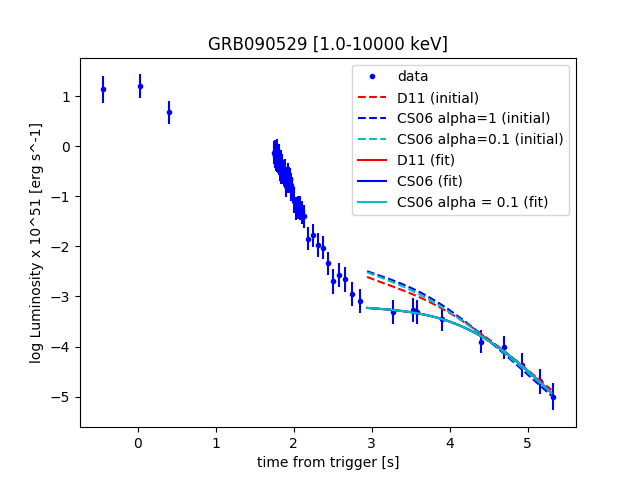 GRB090529 [1.0-10000 keV]
data
D11 (initial)
CS06 alpha=1 (initial)
CS06 alpha=0.1 (initial)
D11 (fit)
CS06 (fit)
CS06 alpha = 0.1 (fit)
log Luminosity x 10^51 [erg s^-1]
1
0
−1
−2
−3
−4
−5
0 1 2 3 4 5
time from trigger [s]